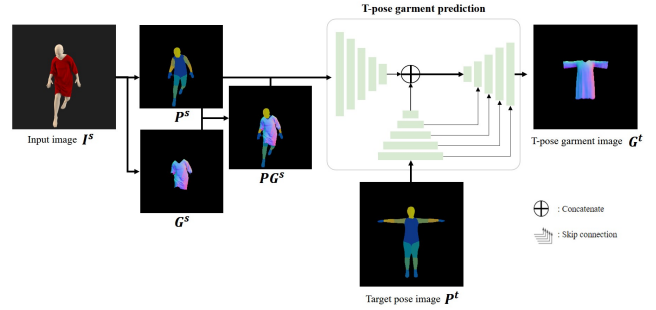 T-pose garment prediction
Input image I^s
P^s
G^s
PG^s
T-pose garment image G^t
Target pose image P^t
: Concatenate
: Skip connection